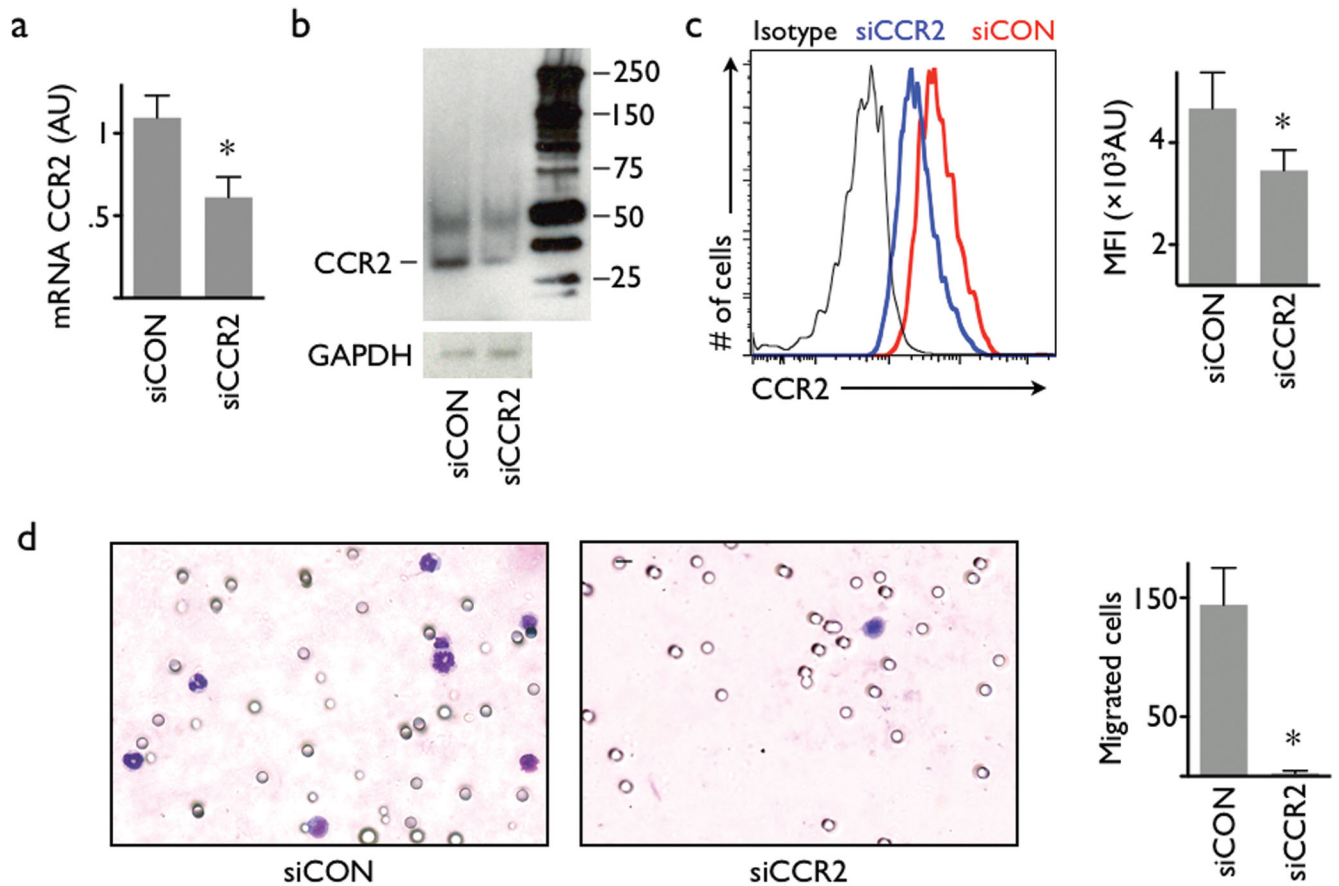 a
mRNA CCR2 (AU)
1
.5
*
siCON
siCCR2
b
250
150
75
50
25
CCR2
GAPDH
siCON
siCCR2
c
Isotype siCCR2 siCON
# of cells
CCR2
MFI (×10³AU)
4
2
*
siCON
siCCR2
d
siCON
siCCR2
Migrated cells
150
50
*
siCON
siCCR2